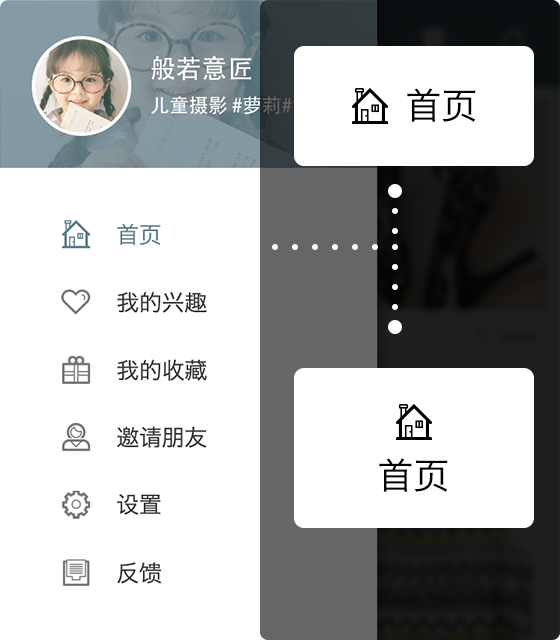 般若意匠
儿童摄影 #萝莉#
首页
首页
我的兴趣
我的收藏
邀请朋友
设置
反馈
首页